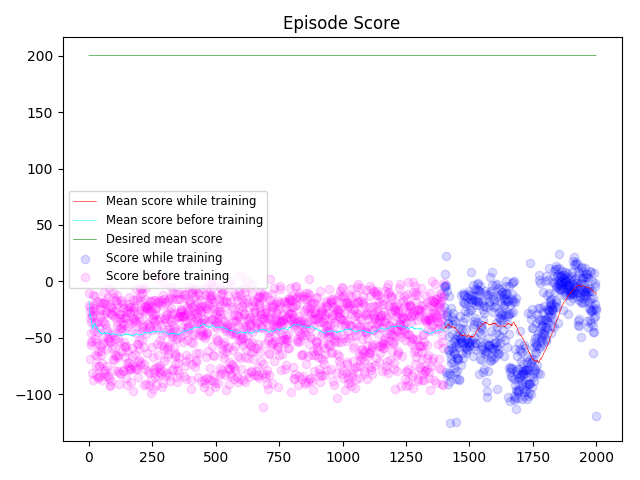 Episode Score
200
150
100
50
0
−50
−100
Mean score while training
Mean score before training
Desired mean score
Score while training
Score before training
0
250
500
750
1000
1250
1500
1750
2000